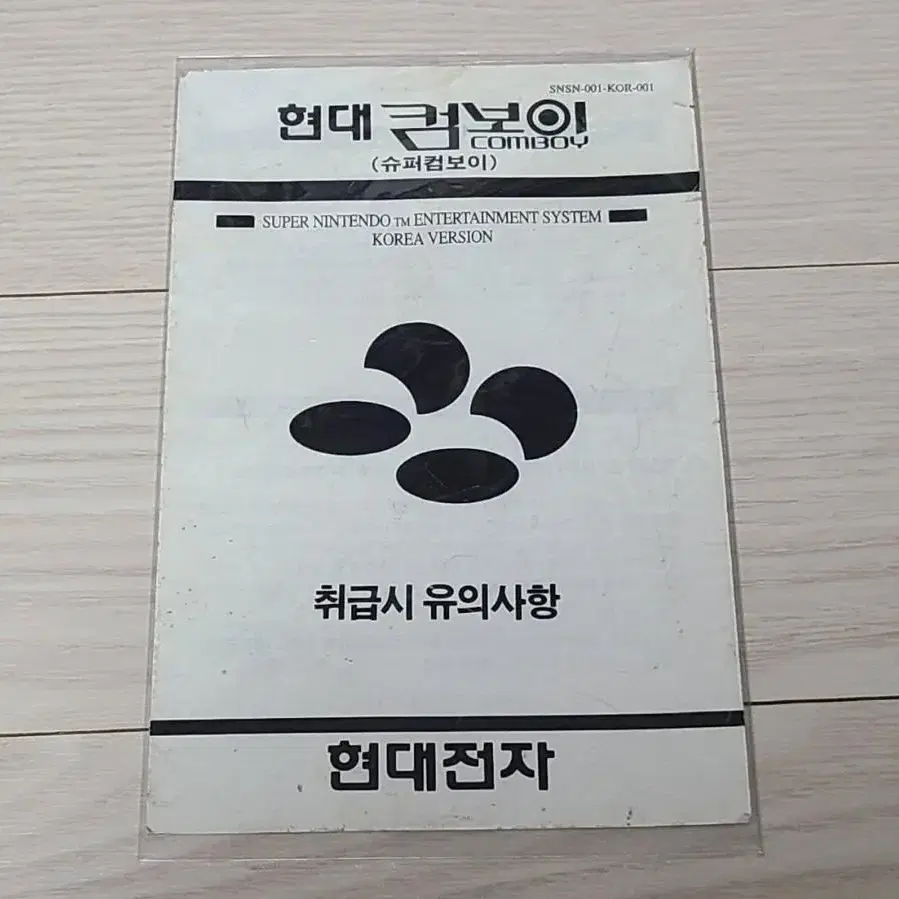 SNSN-001-KOR-001
현대 컴보이
COMBOY
(슈퍼컴보이)
SUPER NINTENDO TM ENTERTAINMENT SYSTEM
KOREA VERSION
취급시 유의사항
현대전자